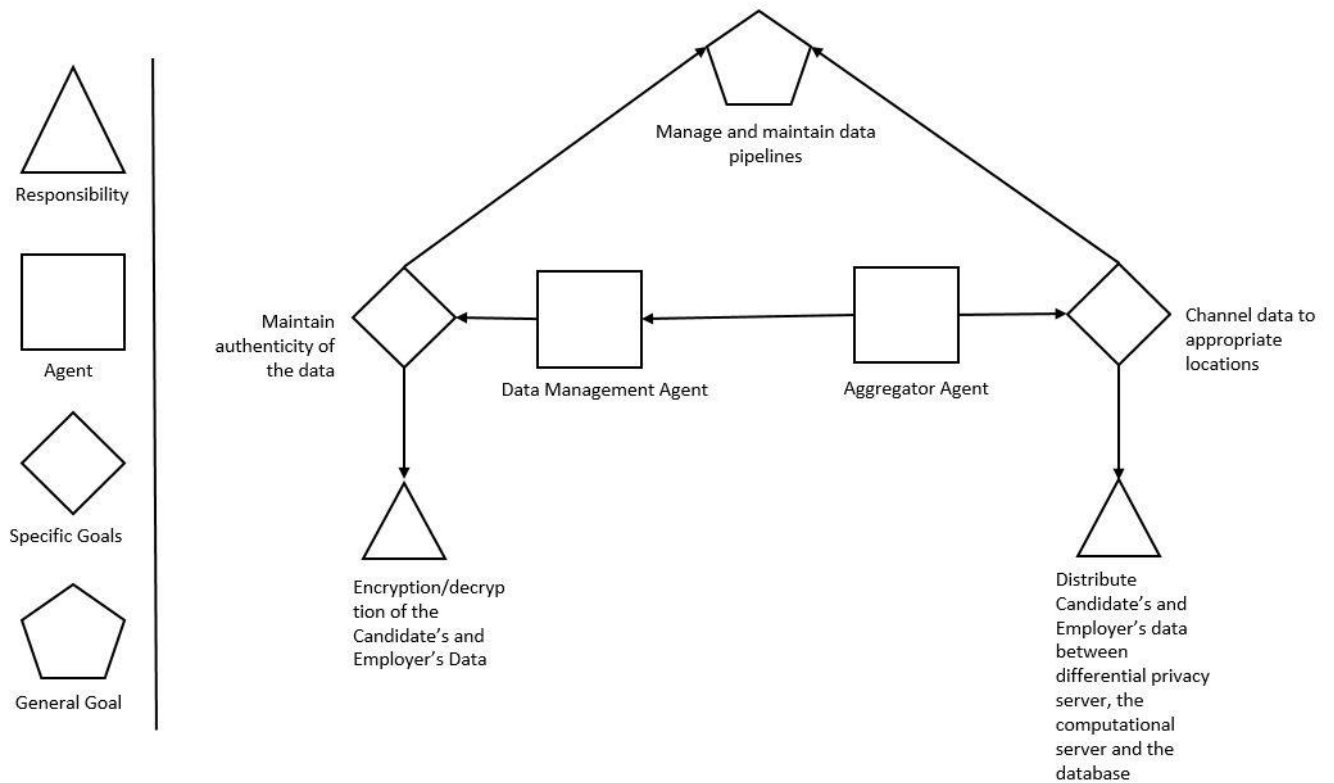 Responsibility
Agent
Specific Goals
General Goal
Manage and maintain data
pipelines
Maintain
authenticity of
the data
Data Management Agent
Aggregator Agent
Channel data to
appropriate
locations
Encryption/decryp
tion of the
Candidate’s and
Employer’s Data
Distribute
Candidate’s and
Employer’s data
between
differential privacy
server, the
computational
server and the
database